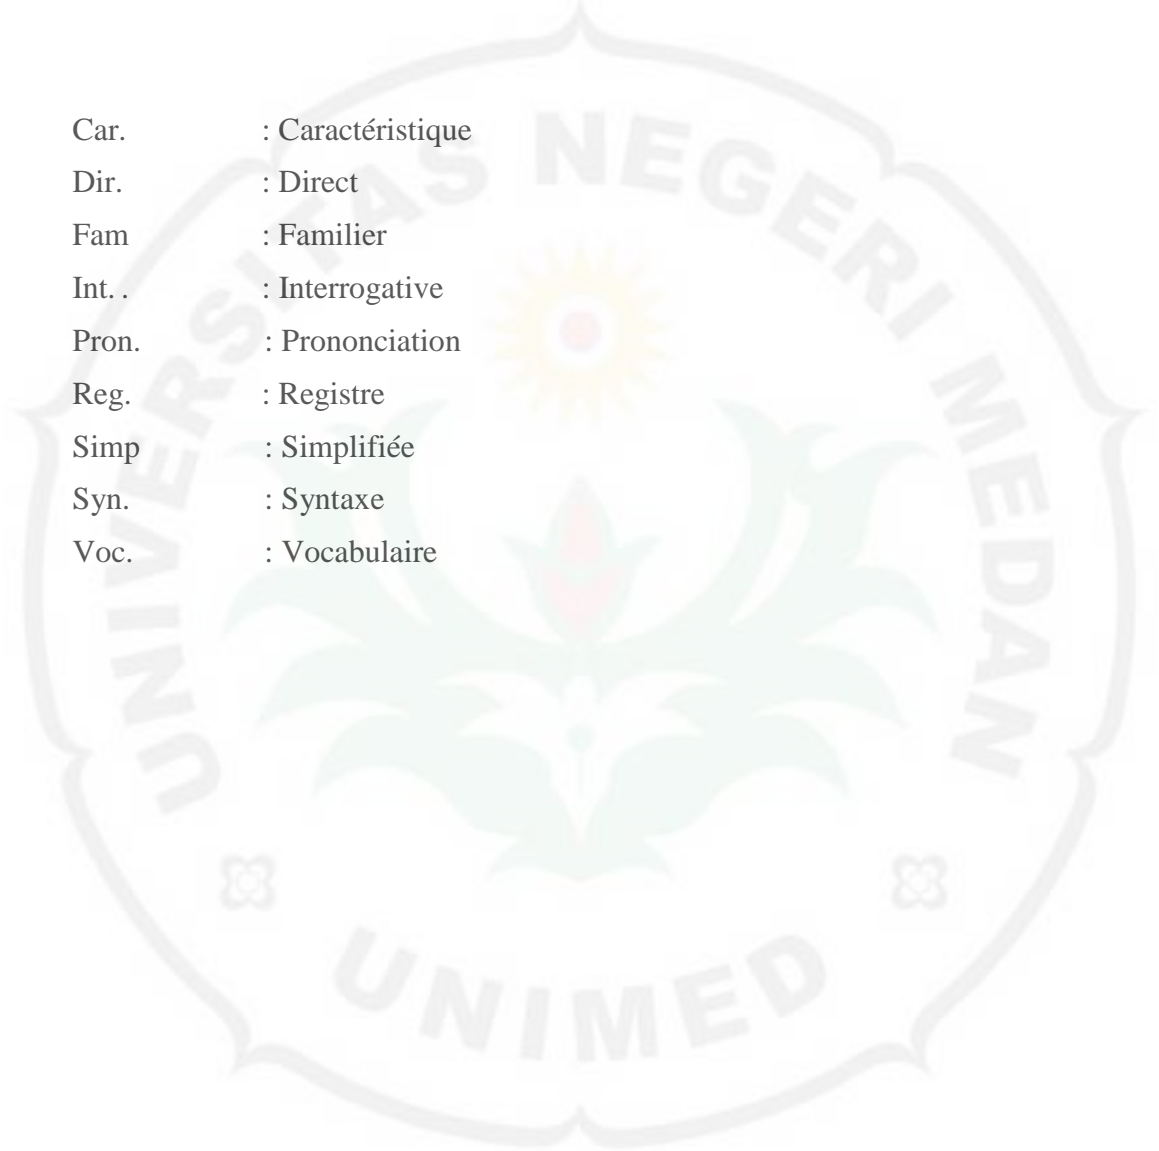 Car. : Caractéristique
Dir. : Direct
Fam : Familier
Int. . : Interrogative
Pron. : Prononciation
Reg. : Registre
Simp : Simplifiée
Syn. : Syntaxe
Voc. : Vocabulaire
UNIVERSITAS NEGERI MEDAN
UNIMED